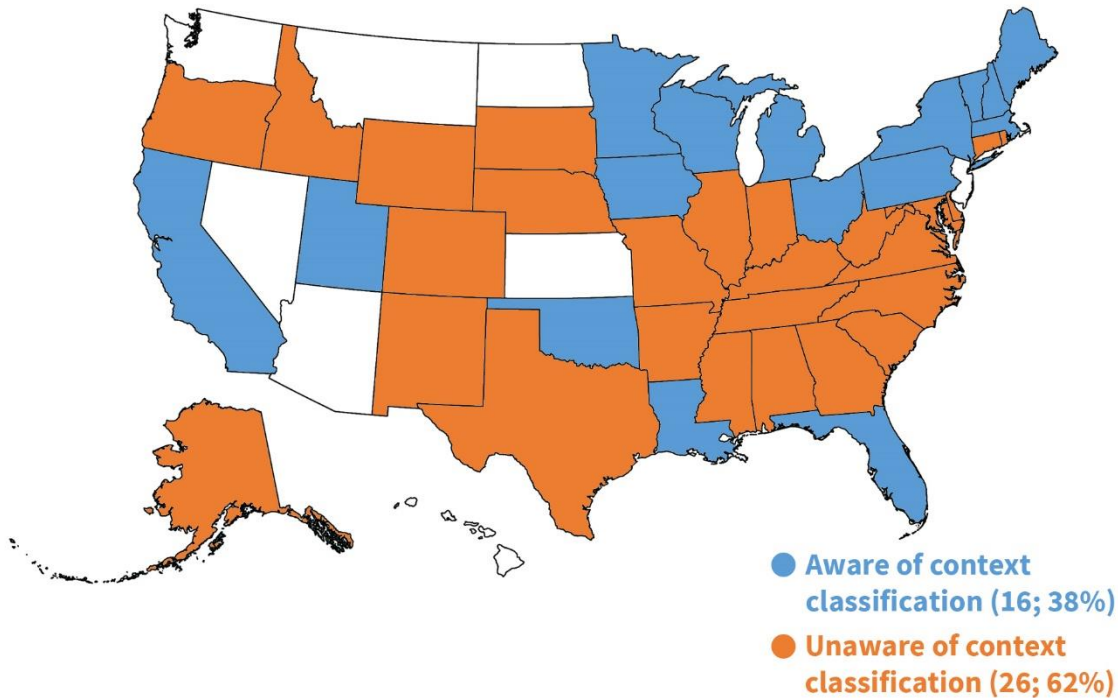 Aware of context
classification (16; 38%)
Unaware of context
classification (26; 62%)